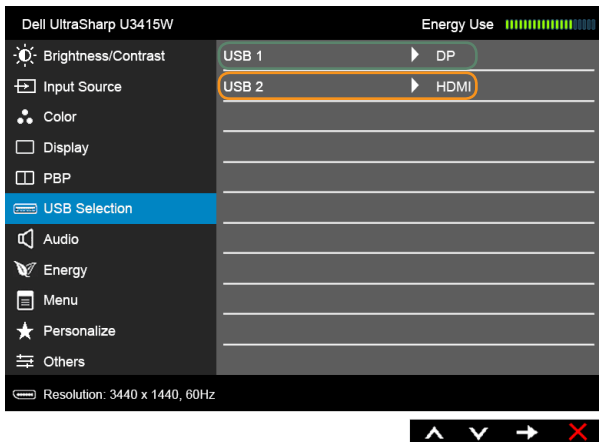 Dell UltraSharp U3415W Energy Use
Brightness/Contrast USB 1 DP
Input Source USB 2 HDMI
Color
Display
PBP
USB Selection
Audio
Energy
Menu
Personalize
Others
Resolution: 3440 x 1440, 60Hz